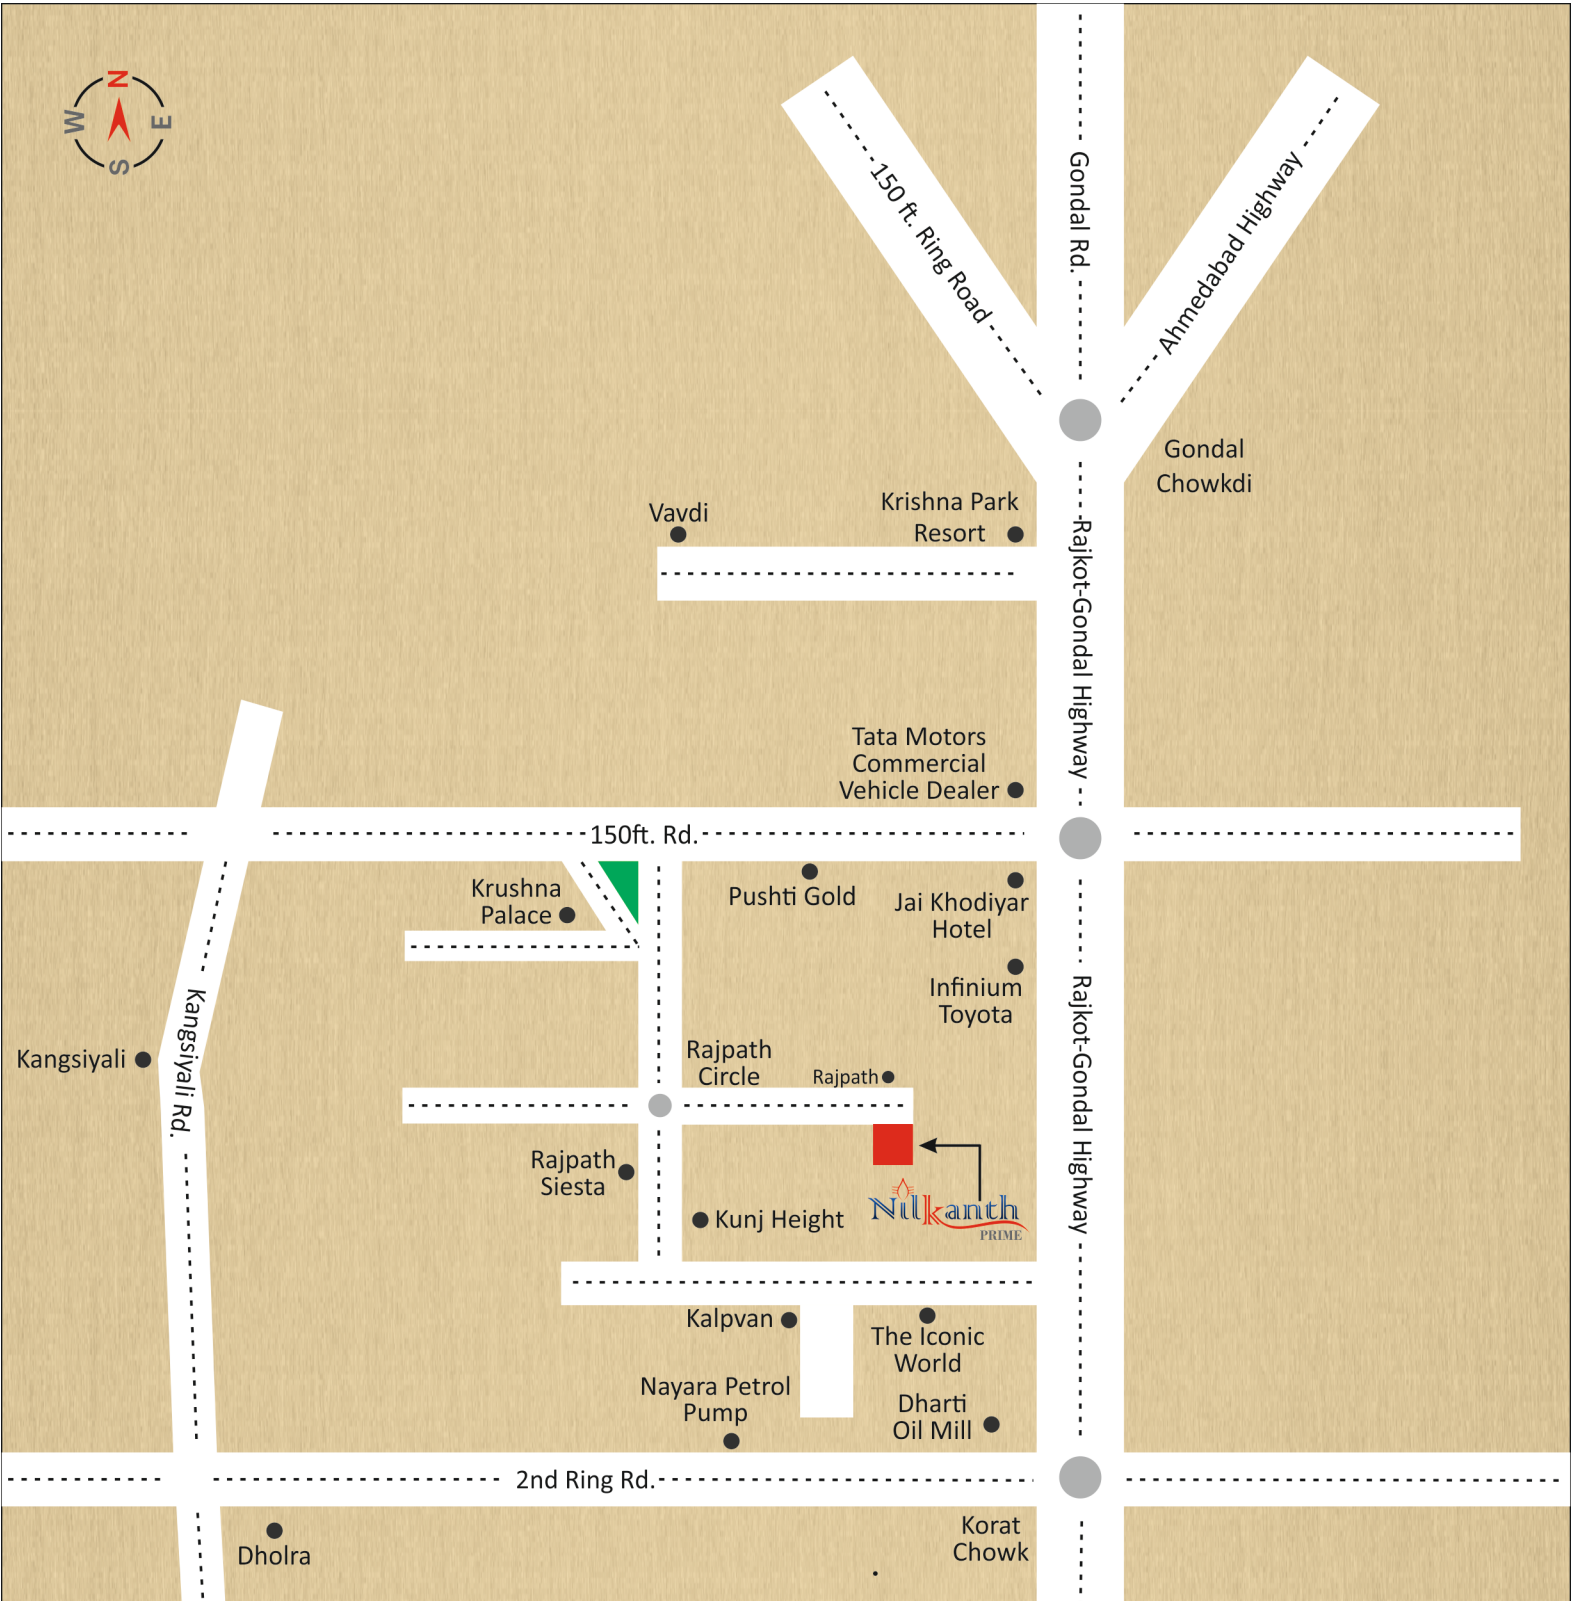 N
W
E
S
150 ft. Ring Road
Gondal Rd.
Ahmedabad Highway
Gondal
Chowkdi
Krishna Park
Resort
Vavdi
Rajkot-Gondal Highway
Tata Motors
Commercial
Vehicle Dealer
150ft. Rd.
Krushna
Palace
Pushti Gold
Jai Khodiyar
Hotel
Infinium
Toyota
Kangsiyali Rd.
Kangsiyali
Rajpath
Circle
Rajpath
Rajkot-Gondal Highway
Rajpath
Siesta
Kunj Height
Nilkanth
PRIME
Kalpvan
The Iconic
World
Nayara Petrol
Pump
Dharti
Oil Mill
2nd Ring Rd.
Dholra
Korat
Chowk